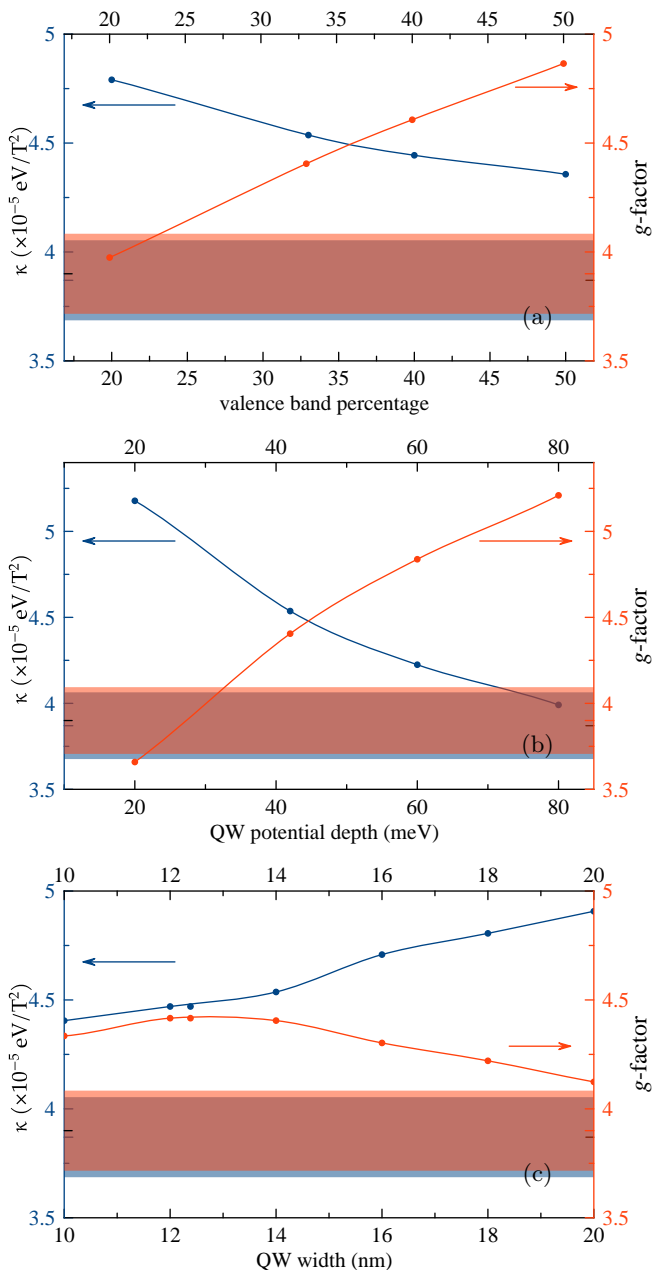 20 25 30 35 40 45 50
5
4.5
4
3.5
κ (×10⁻⁵ eV/T²)
5
4.5
4
3.5
g-factor
(a)
20 25 30 35 40 45 50
valence band percentage
20 40 60 80
5
4.5
4
3.5
κ (×10⁻⁵ eV/T²)
5
4.5
4
3.5
g-factor
(b)
20 40 60 80
QW potential depth (meV)
10 12 14 16 18 20
5
4.5
4
3.5
κ (×10⁻⁵ eV/T²)
5
4.5
4
3.5
g-factor
(c)
10 12 14 16 18 20
QW width (nm)